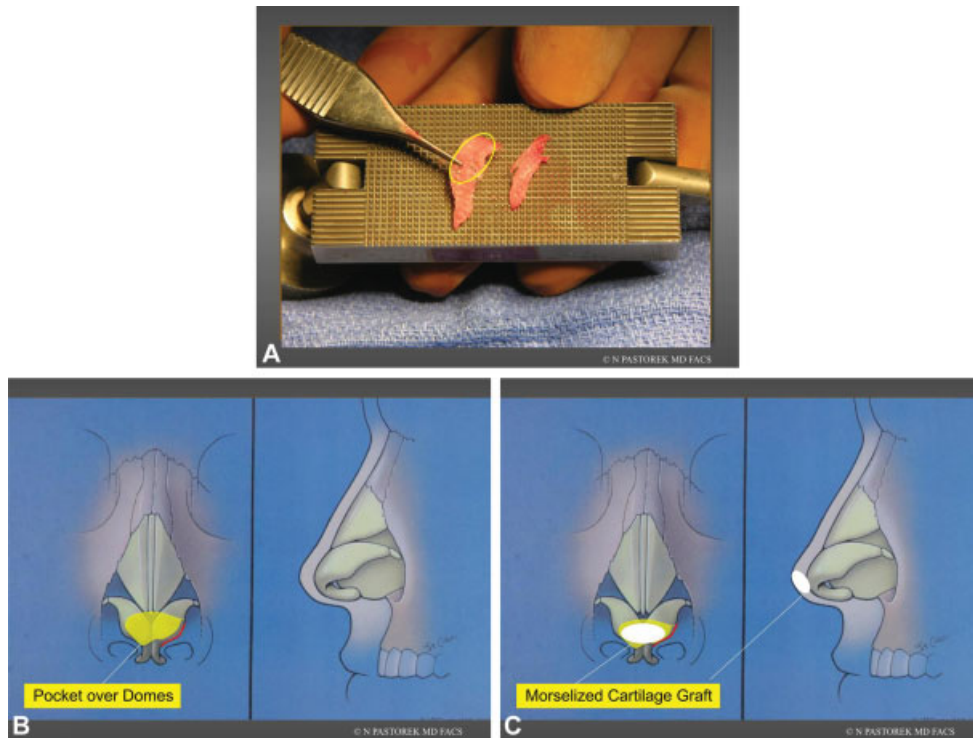 A
© N PASTOREK MD FACS
Pocket over Domes
B
© N PASTOREK MD FACS
Morselized Cartilage Graft
C
© N PASTOREK MD FACS